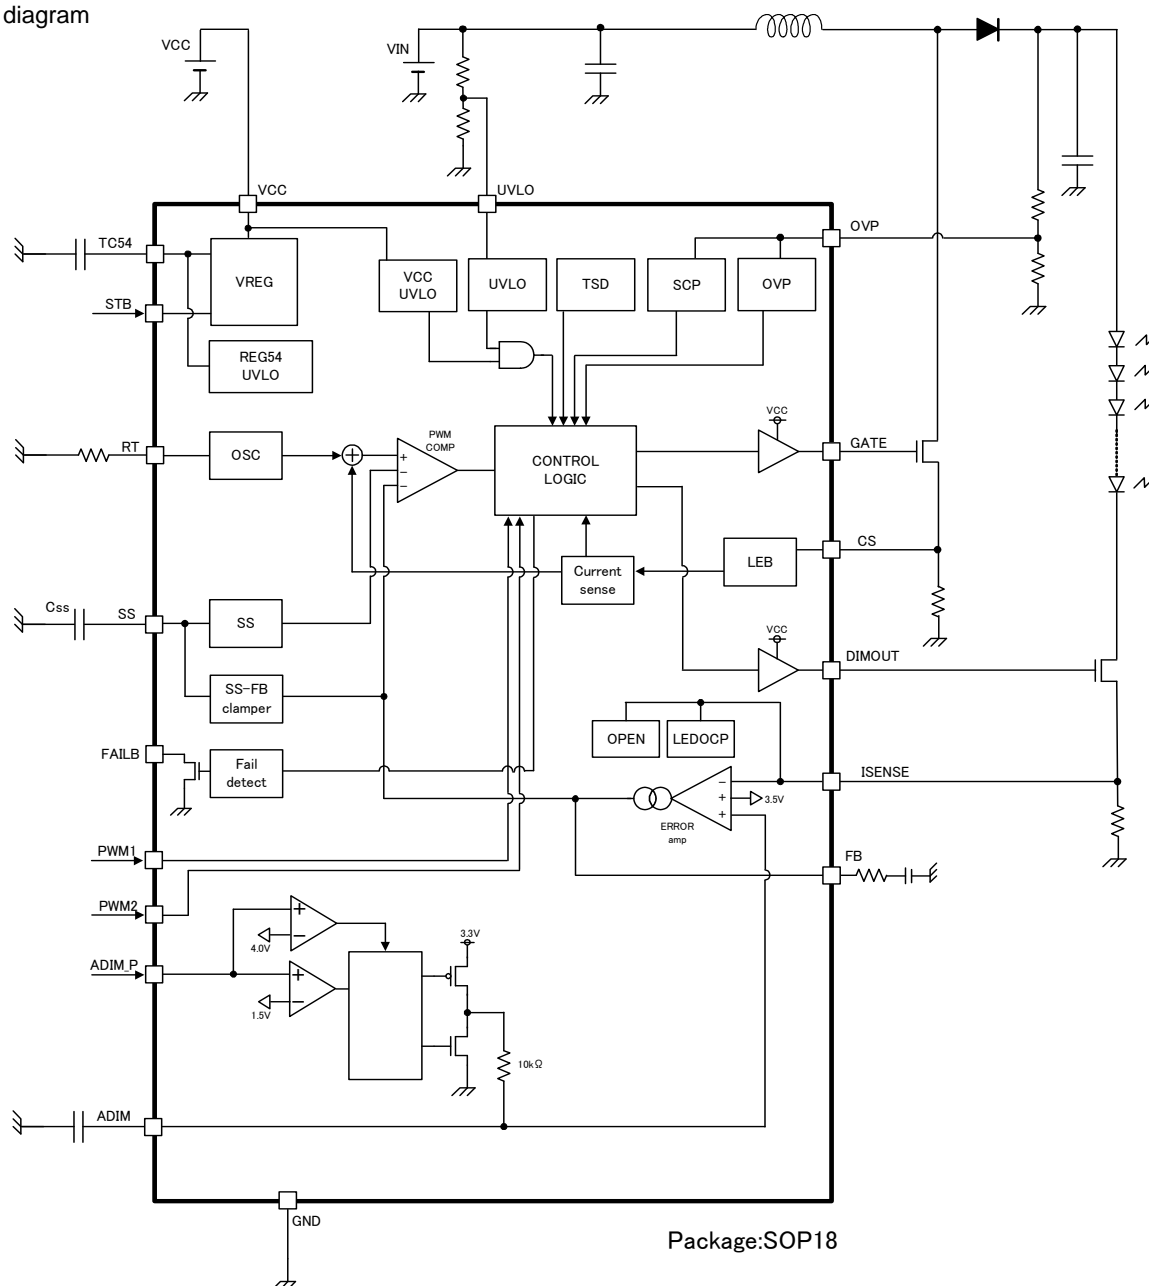 diagram
VCC
VIN
VCC
UVLO
TC54
OVP
VREG
VCC
UVLO
UVLO
TSD
SCP
OVP
STB
REG54
UVLO
RT
OSC
PWM
COMP
+
−
−
CONTROL
LOGIC
VCC
GATE
CS
LEB
Current
sense
Css
SS
SS
VCC
DIMOUT
SS-FB
clamper
OPEN
LEDOCP
FAILB
Fail
detect
ISENSE
−
+
+
3.5V
ERROR
amp
FB
PWM1
PWM2
+
−
4.0V
3.3V
ADIM_P
+
−
1.5V
10kΩ
ADIM
GND
Package:SOP18